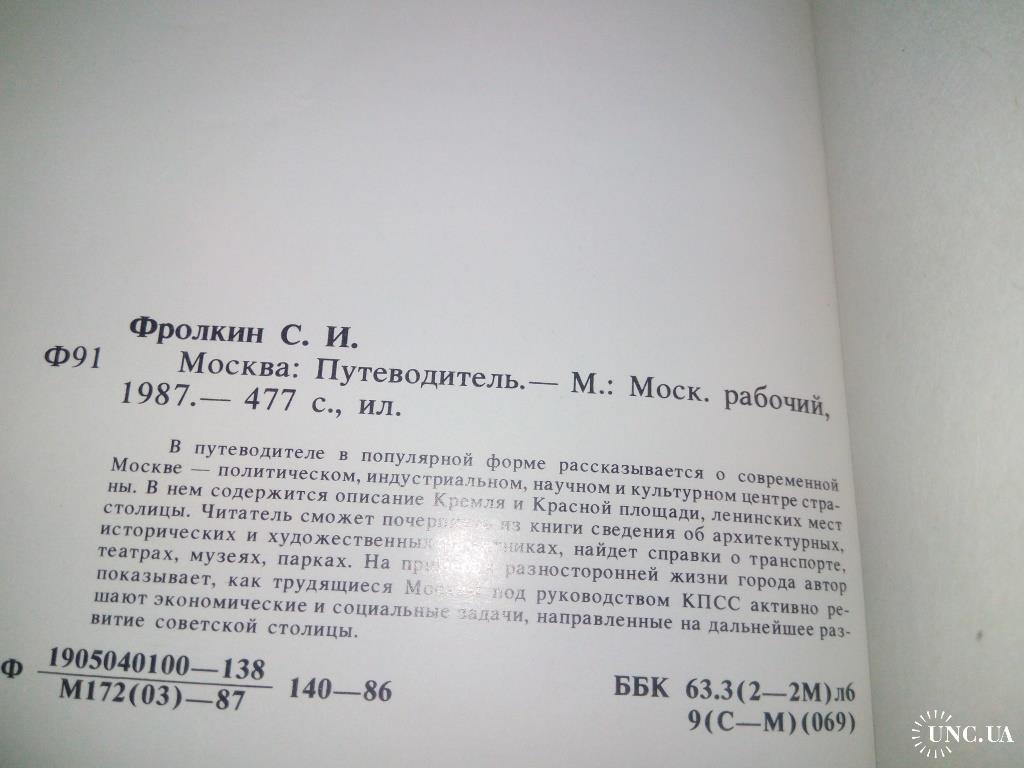 Фролкин С. И.
Ф91 Москва: Путеводитель.— М.: Моск. рабочий,
1987.— 477 с., ил.
В путеводителе в популярной форме рассказывается о современной
Москве — политическом, индустриальном, научном и культурном центре стра-
ны. В нем содержится описание Кремля и Красной площади, ленинских мест
столицы. Читатель сможет из книги сведения об архитектурных,
исторических и художественных найдет справки о транспорте,
театрах, музеях, парках. На разносторонней жизни города автор
показывает, как трудящиеся под руководством КПСС активно ре-
шают экономические и социальные задачи, направленные на дальнейшее раз-
витие советской столицы.
Ф 1905040100—138
М172(03)—87
140—86
ББК 63.3(2—2М)лб
9(С—М)(069)
UNC.UA